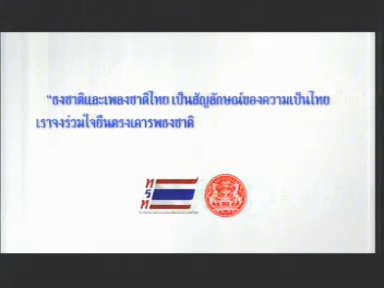 “ธงชาติและเพลงชาติไทย เป็นสัญลักษณ์ของความเป็นไทย
เราจงร่วมใจยืนตรงเคารพธงชาติ
ท
ร
ท